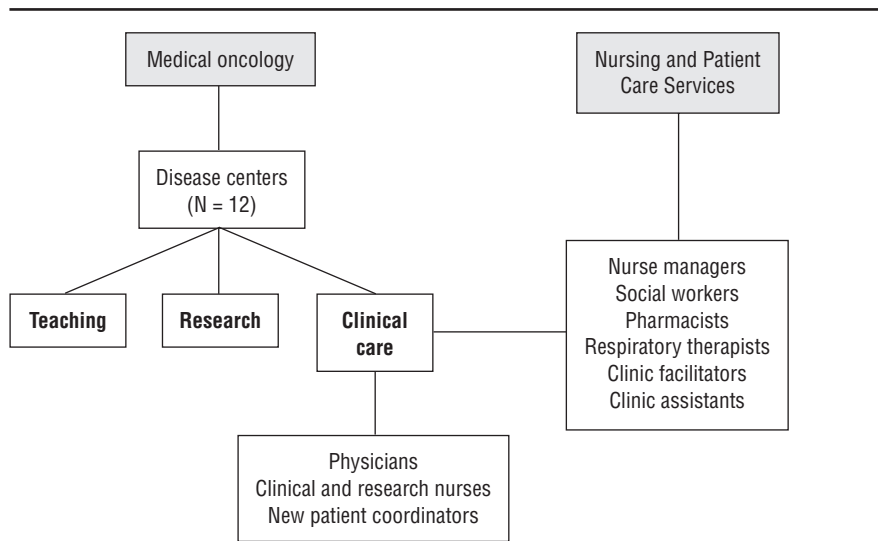 Medical oncology
Nursing and Patient
Care Services
Disease centers
(N = 12)
Teaching
Research
Clinical
care
Nurse managers
Social workers
Pharmacists
Respiratory therapists
Clinic facilitators
Clinic assistants
Physicians
Clinical and research nurses
New patient coordinators